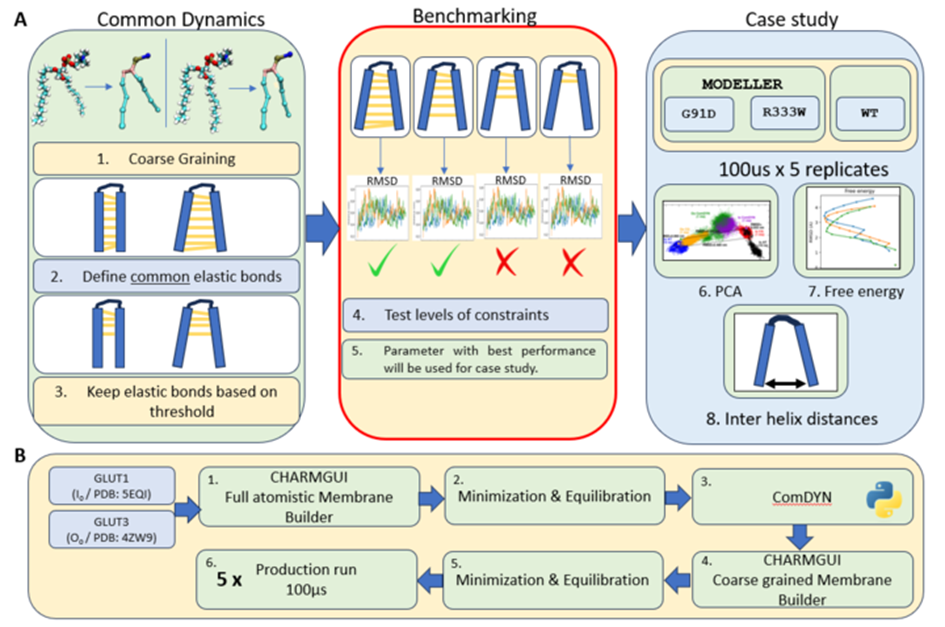 A
Common Dynamics
Benchmarking
Case study
1. Coarse Graining
2. Define common elastic bonds
3. Keep elastic bonds based on
threshold
RMSD
RMSD
RMSD
RMSD
4. Test levels of constraints
5. Parameter with best performance
will be used for case study.
MODELLER
G91D
R333W
WT
100us x 5 replicates
Free energy
6. PCA
7. Free energy
8. Inter helix distances
B
GLUT1
(I₀ / PDB: 5EQI)
GLUT3
(O₀ / PDB: 4ZW9)
1.
CHARMGUI
Full atomistic Membrane
Builder
2.
Minimization & Equilibration
3.
ComDYN
4.
CHARMGUI
Coarse grained Membrane
Builder
5.
Minimization & Equilibration
6.
5 x Production run
100µs